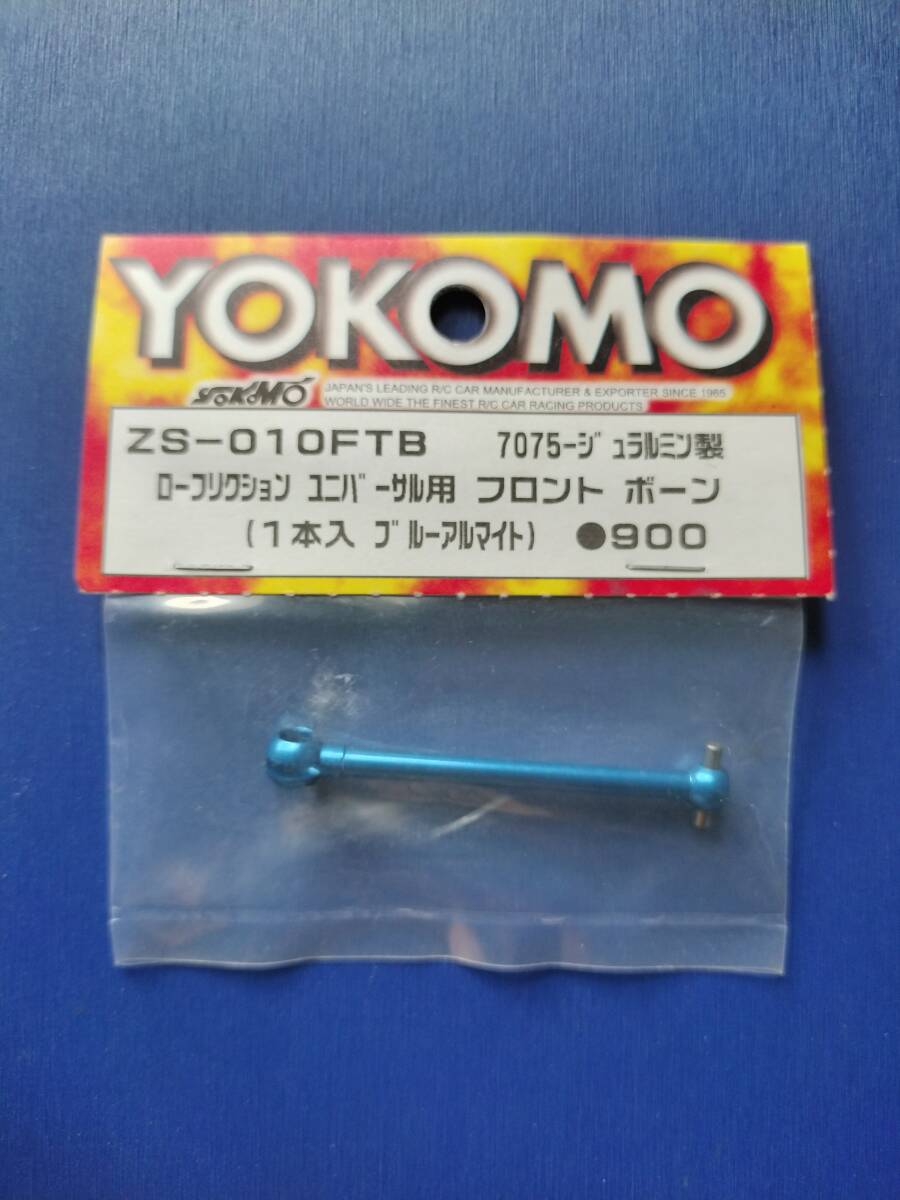 YOKOMO
YOKOMO
JAPAN'S LEADING R/C CAR MANUFACTURER & EXPORTER SINCE 1965
WORLD WIDE THE FINEST R/C CAR RACING PRODUCTS
ZS-010FTB 7075-ジュラルミン製
ローフリクション ユニバーサル用 フロント ボーン
(1本入 ブルーアルマイト) ●900